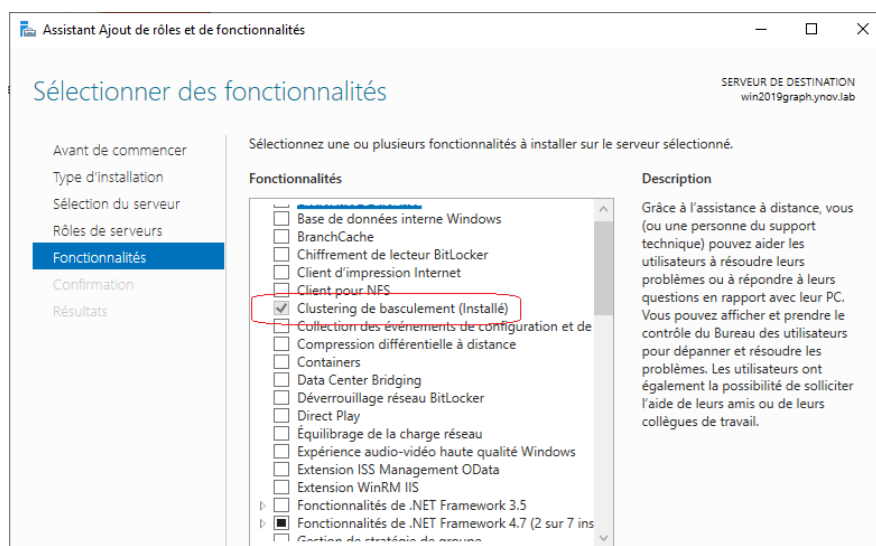 Assistant Ajout de rôles et de fonctionnalités
Sélectionner des fonctionnalités
SERVEUR DE DESTINATION
win2019graph.ynov.lab
Avant de commencer
Type d'installation
Sélection du serveur
Rôles de serveurs
Fonctionnalités
Confirmation
Résultats
Sélectionnez une ou plusieurs fonctionnalités à installer sur le serveur sélectionné.
Fonctionnalités
Base de données interne Windows
BranchCache
Chiffrement de lecteur BitLocker
Client d'impression Internet
Client pour NFS
Clustering de basculement (Installé)
Collection des événements de configuration et de
Compression différentielle à distance
Containers
Data Center Bridging
Déverrouillage réseau BitLocker
Direct Play
Équilibrage de la charge réseau
Expérience audio-vidéo haute qualité Windows
Extension ISS Management OData
Extension WinRM IIS
Fonctionnalités de .NET Framework 3.5
Fonctionnalités de .NET Framework 4.7 (2 sur 7 ins
Gestion de stratégie de groupe
Description
Grâce à l'assistance à distance, vous
(ou une personne du support
technique) pouvez aider les
utilisateurs à résoudre leurs
problèmes ou à répondre à leurs
questions en rapport avec leur PC.
Vous pouvez afficher et prendre le
contrôle du Bureau des utilisateurs
pour dépanner et résoudre les
problèmes. Les utilisateurs ont
également la possibilité de solliciter
l'aide de leurs amis ou de leurs
collègues de travail.